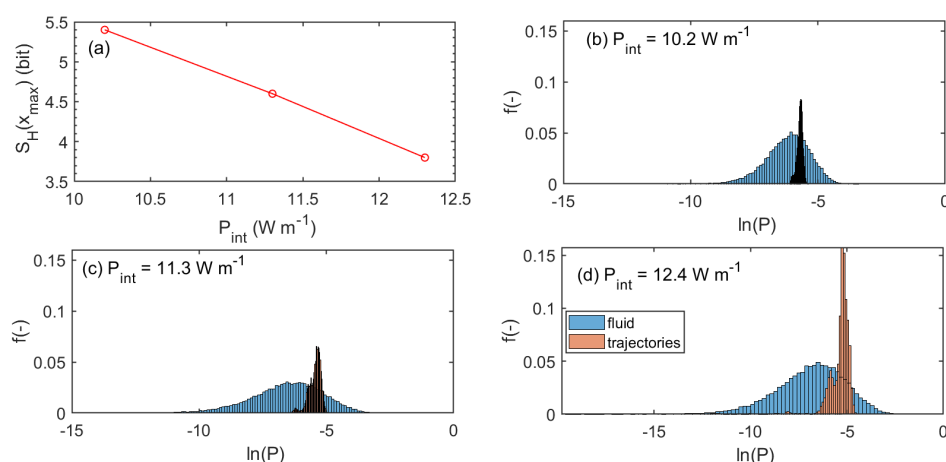 (a)
S_H(x_max) (bit)
5.5
5
4.5
4
3.5
10 10.5 11 11.5 12 12.5
P_int (W m^-1)
(b) P_int = 10.2 W m^-1
f(-)
0.15
0.1
0.05
0
-15 -10 -5 0
ln(P)
(c) P_int = 11.3 W m^-1
f(-)
0.15
0.1
0.05
0
-15 -10 -5 0
ln(P)
(d) P_int = 12.4 W m^-1
fluid
trajectories
f(-)
0.15
0.1
0.05
0
-15 -10 -5 0
ln(P)